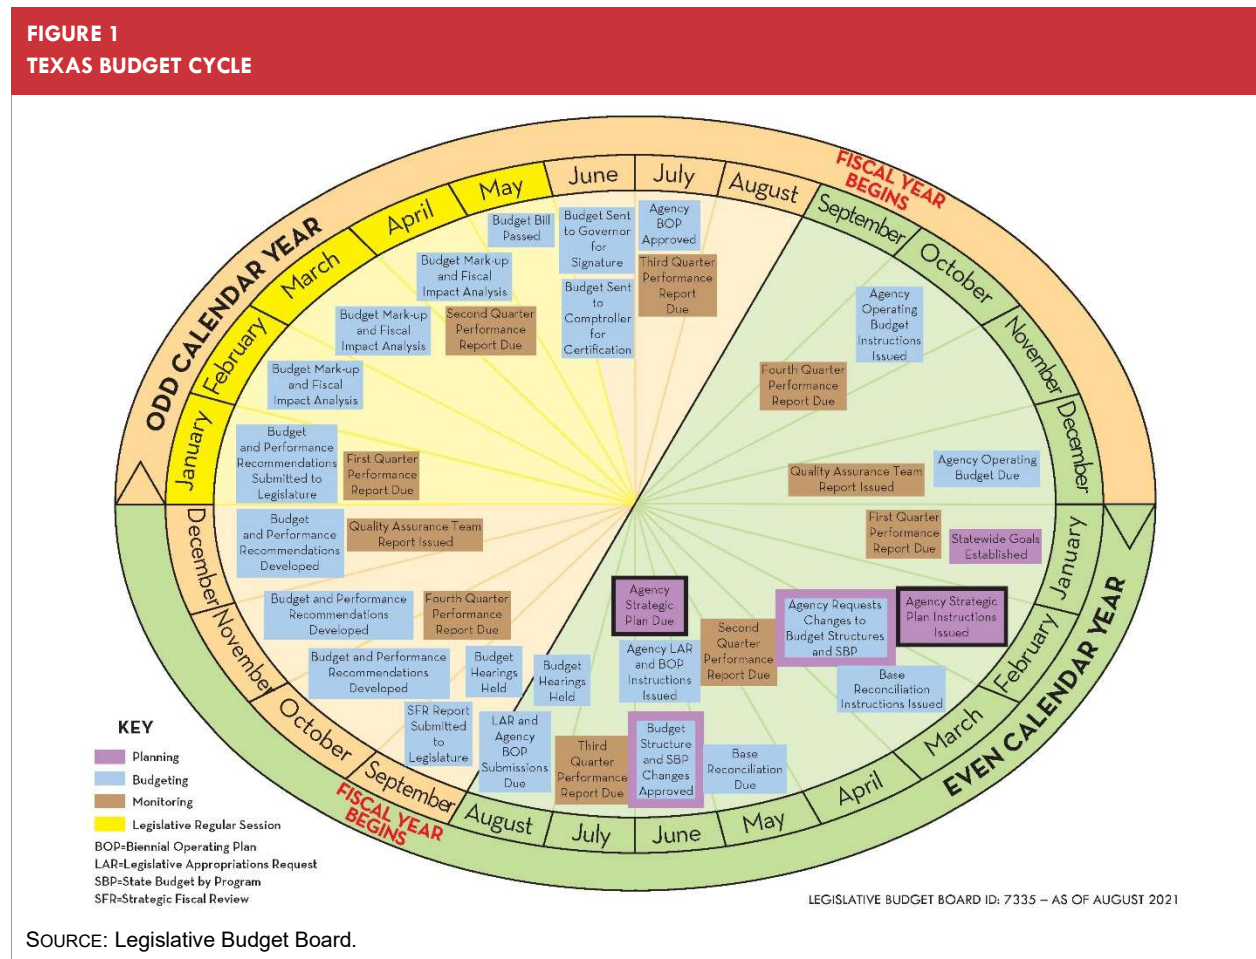 FIGURE 1
TEXAS BUDGET CYCLE
ODD CALENDAR YEAR
FISCAL YEAR
BEGINS
January
February
March
April
May
June
July
August
September
October
November
December
Budget Bill
Passed
Budget Sent
to Governor
for
Signature
Agency
BOP
Approved
Budget Mark-up
and Fiscal
Impact Analysis
Third Quarter
Performance
Report
Due
Budget Sent
to
Comptroller
for
Certification
Budget Mark-up
and Fiscal
Impact Analysis
Second Quarter
Performance
Report Due
Agency
Operating
Budget
Instructions
Issued
Budget Mark-up
and Fiscal
Impact Analysis
Fourth Quarter
Performance
Report Due
Budget
and Performance
Recommendations
Submitted to
Legislature
First Quarter
Performance
Report Due
Quality Assurance Team
Report Issued
Agency Operating
Budget Due
Budget
and Performance
Recommendations
Developed
Quality Assurance Team
Report Issued
First Quarter
Performance
Report Due
Statewide Goals
Established
Budget and Performance
Recommendations
Developed
Fourth Quarter
Performance
Report Due
Agency
Strategic
Plan Due
Second
Quarter
Performance
Report Due
Agency Requests
Changes to
Budget Structures
and SBP
Agency Strategic
Plan Instructions
Issued
Budget and Performance
Recommendations
Developed
Budget
Hearings
Held
Budget
Hearings
Held
Agency LAR
and BOP
Instructions
Issued
Base
Reconciliation
Instructions Issued
SFR Report
Submitted
to
Legislature
LAR and
Agency
BOP
Submissions
Due
Third
Quarter
Performance
Report Due
Budget
Structure
and SBP
Changes
Approved
Base
Reconciliation
Due
December
November
October
September
August
July
June
May
April
March
February
January
FISCAL YEAR
BEGINS
EVEN CALENDAR YEAR
KEY
Planning
Budgeting
Monitoring
Legislative Regular Session
BOP=Biennial Operating Plan
LAR=Legislative Appropriations Request
SBP=State Budget by Program
SFR=Strategic Fiscal Review
LEGISLATIVE BUDGET BOARD ID: 7335 – AS OF AUGUST 2021
SOURCE: Legislative Budget Board.